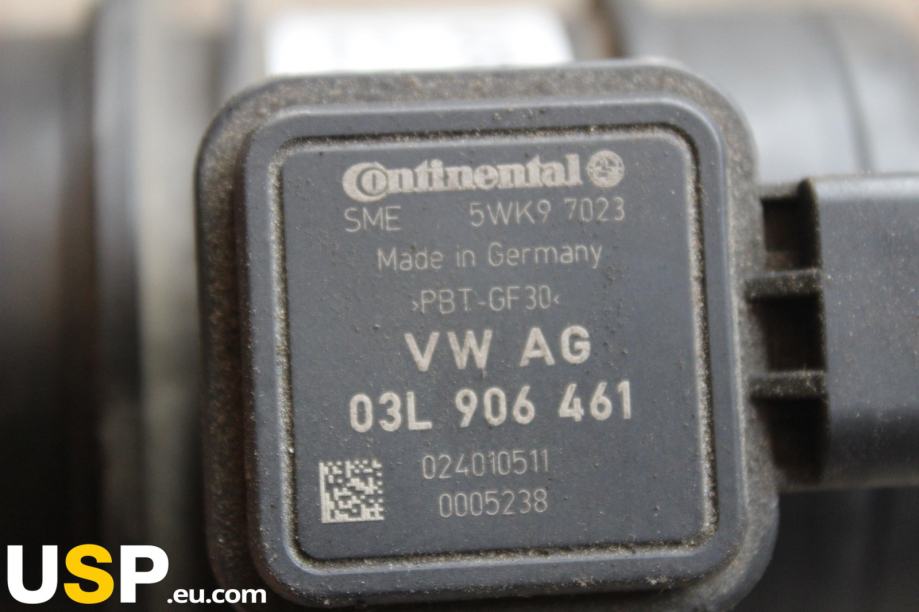 Continental
SME 5WK9 7023
Made in Germany
>PBT-GF30<
VW AG
03L 906 461
024010511
0005238
USP.eu.com